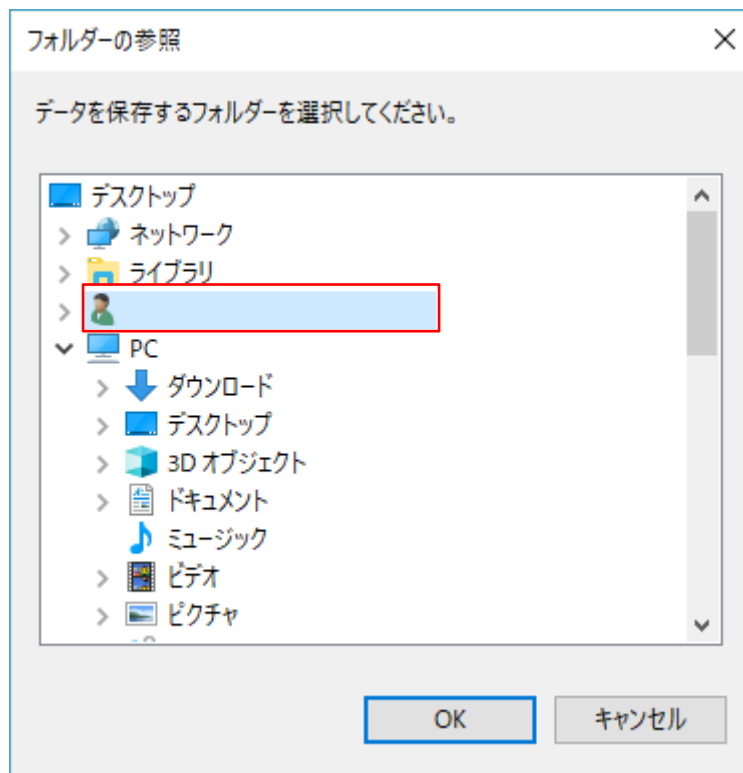 フォルダーの参照
データを保存するフォルダーを選択してください。
デスクトップ
ネットワーク
ライブラリ
PC
ダウンロード
デスクトップ
3D オブジェクト
ドキュメント
ミュージック
ビデオ
ピクチャ
OK
キャンセル